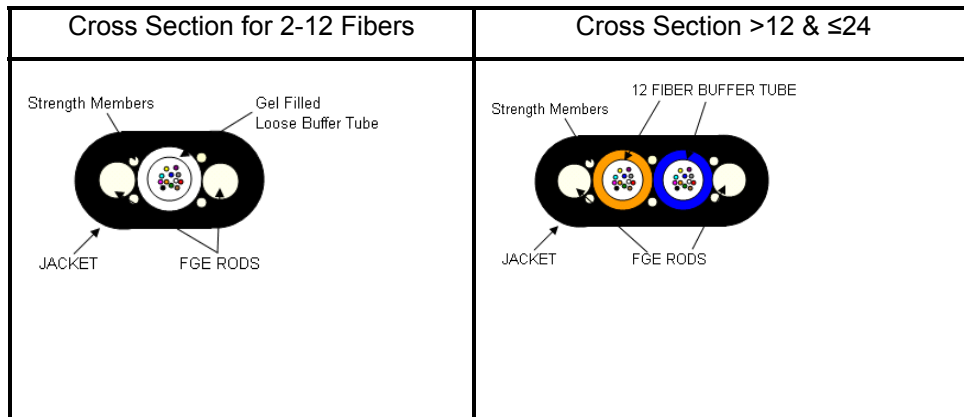 Cross Section for 2-12 Fibers
Cross Section >12 & ≤24
Strength Members
Gel Filled
Loose Buffer Tube
JACKET
FGE RODS
12 FIBER BUFFER TUBE
Strength Members
JACKET
FGE RODS